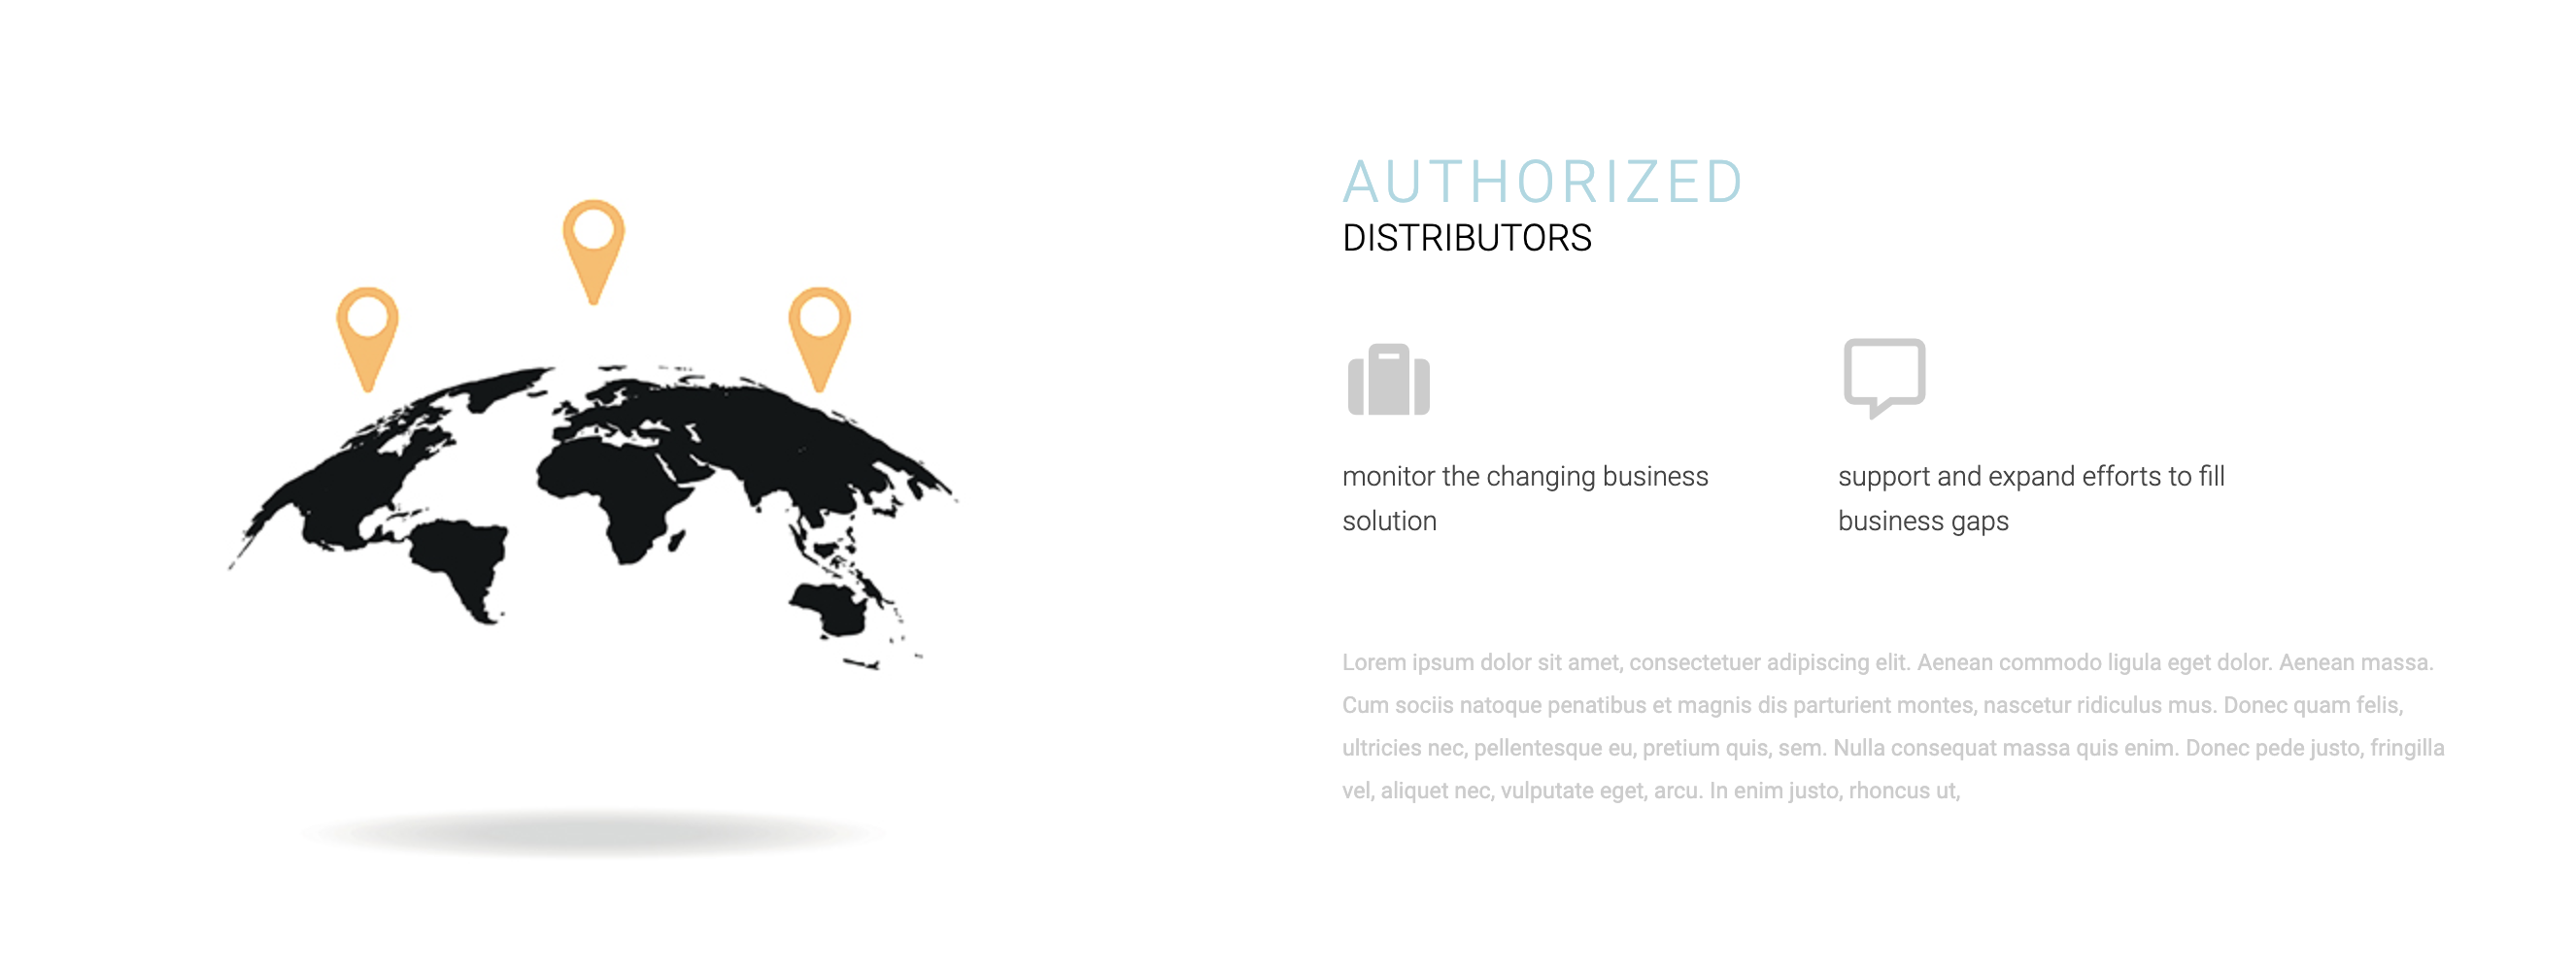 AUTHORIZED
DISTRIBUTORS
monitor the changing business
solution
support and expand efforts to fill
business gaps
Lorem ipsum dolor sit amet, consectetuer adipiscing elit. Aenean commodo ligula eget dolor. Aenean massa.
Cum sociis natoque penatibus et magnis dis parturient montes, nascetur ridiculus mus. Donec quam felis,
ultricies nec, pellentesque eu, pretium quis, sem. Nulla consequat massa quis enim. Donec pede justo, fringilla
vel, aliquet nec, vulputate eget, arcu. In enim justo, rhoncus ut,